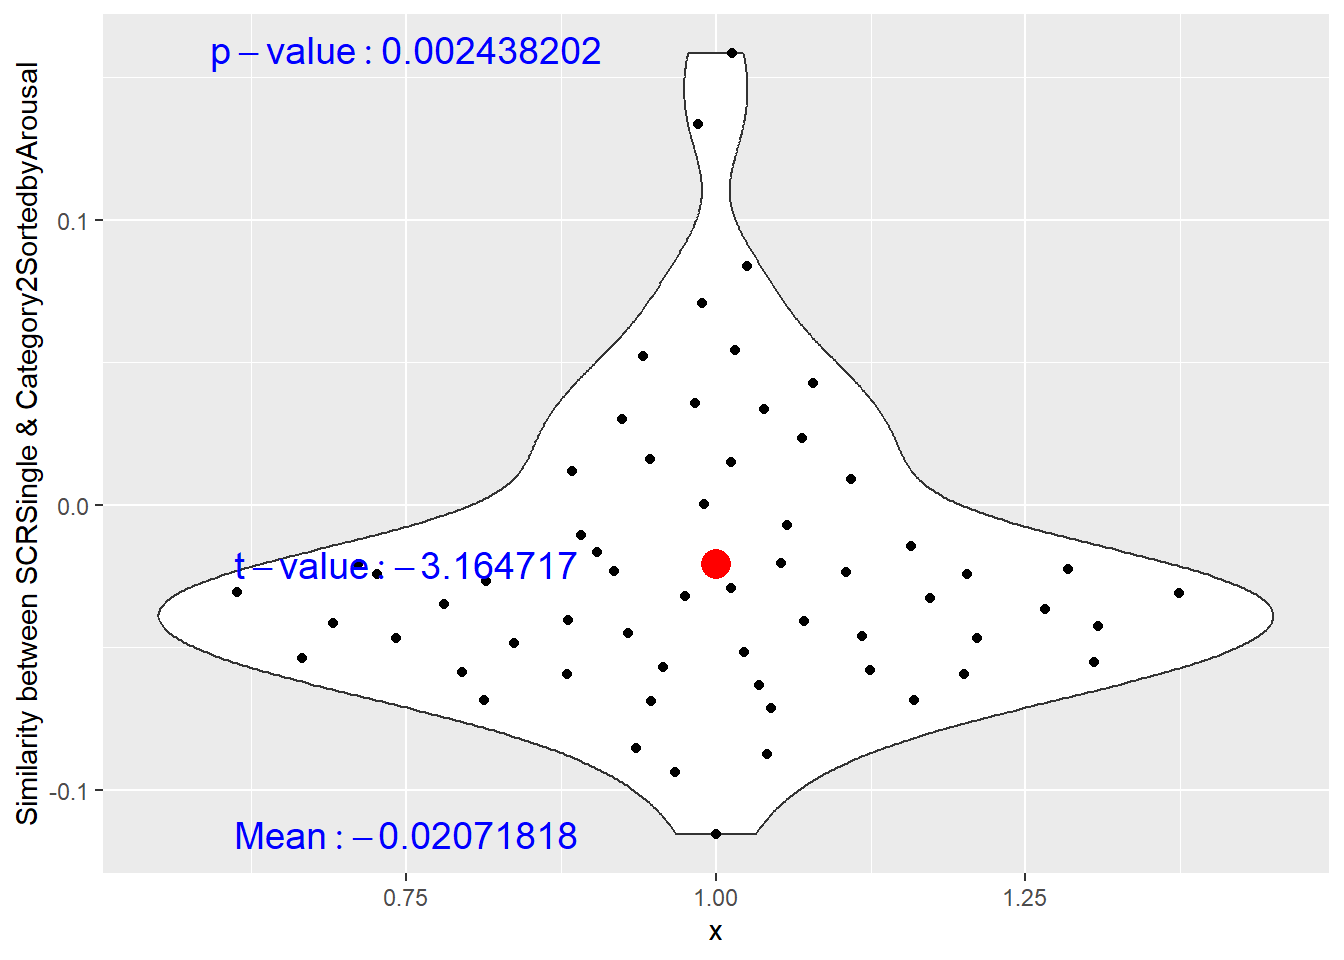 p − value : 0.002438202
Similarity between SCRSingle & Category2SortedbyArousal
0.1
0.0
t − value : − 3.164717
-0.1
Mean : − 0.02071818
0.75
1.00
1.25
x